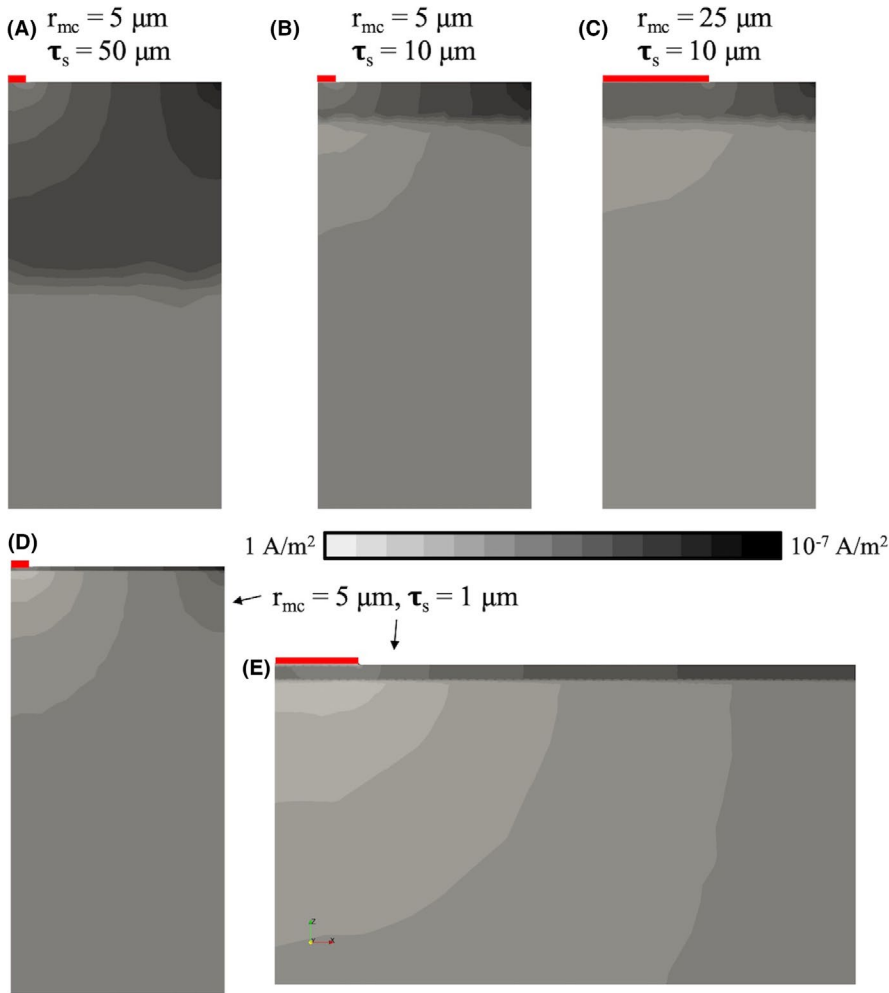 (A) r_mc = 5 μm
τ_s = 50 μm
(B) r_mc = 5 μm
τ_s = 10 μm
(C) r_mc = 25 μm
τ_s = 10 μm
1 A/m² 10⁻⁷ A/m²
(D)
r_mc = 5 μm, τ_s = 1 μm
(E)
Z
Y X